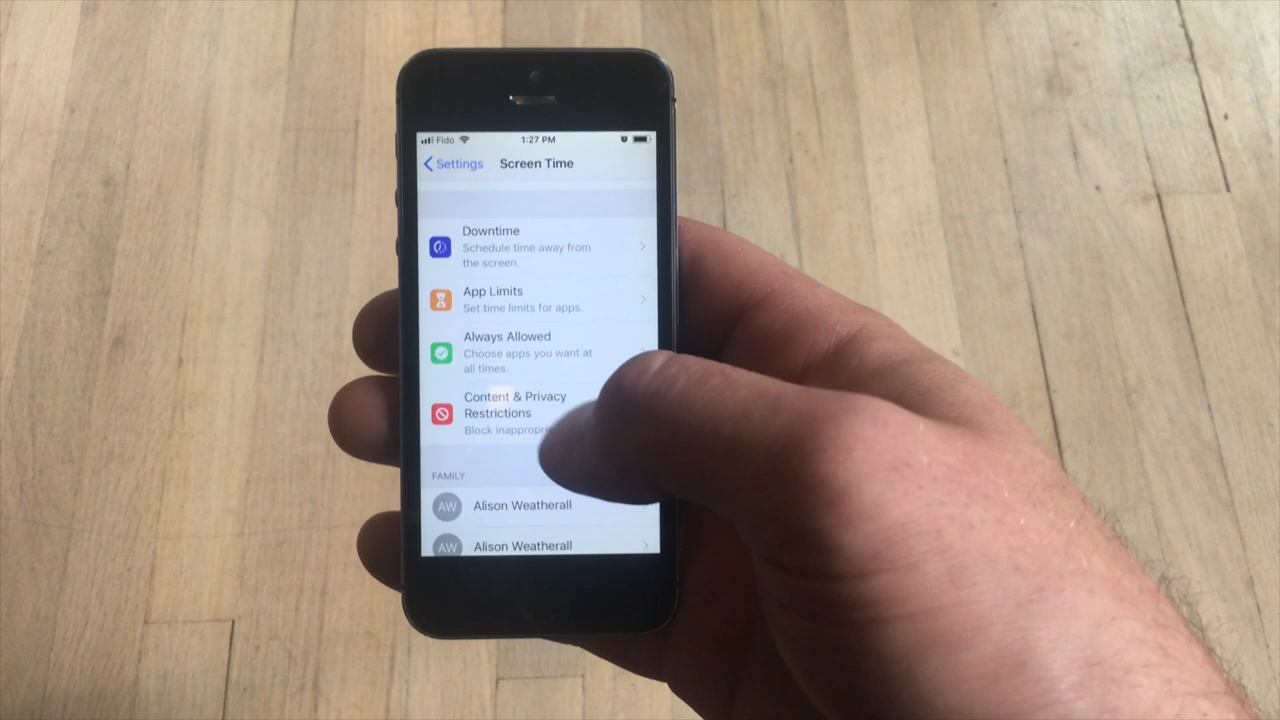 Fido 1:27 PM
Settings Screen Time
Downtime
Schedule time away from
the screen.
App Limits
Set time limits for apps.
Always Allowed
Choose apps you want at
all times.
Content & Privacy
Restrictions
Block
FAMILY
AW Alison Weatherall
AW Alison Weatherall